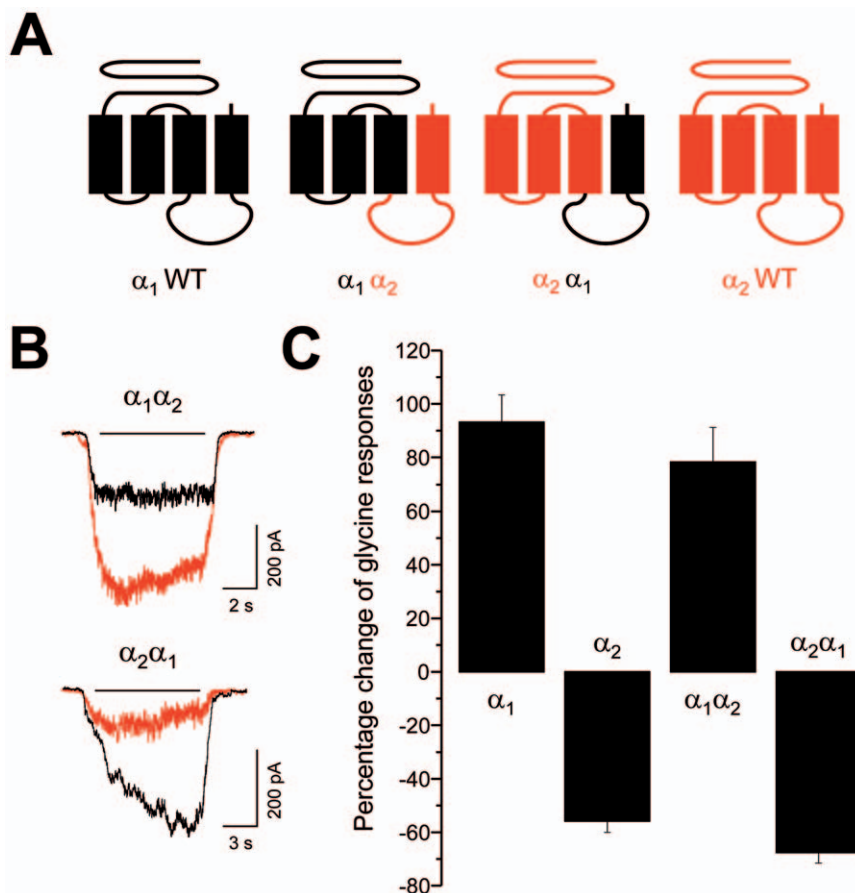 A
α₁ WT
α₁ α₂
α₂ α₁
α₂ WT
B
α₁α₂
200 pA
2 s
α₂α₁
200 pA
3 s
C
Percentage change of glycine responses
120
100
80
60
40
20
0
-20
-40
-60
-80
α₁
α₂
α₁α₂
α₂α₁